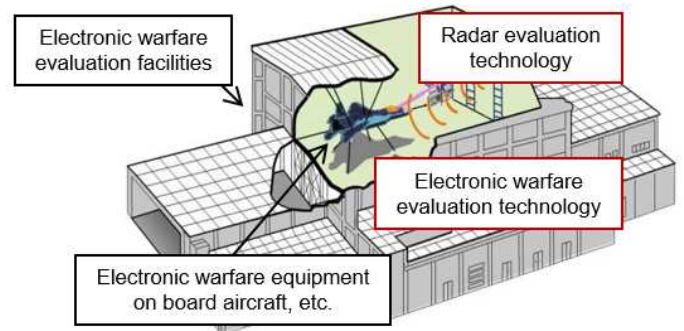 Electronic warfare
evaluation facilities
Radar evaluation
technology
Electronic warfare
evaluation technology
Electronic warfare equipment
on board aircraft, etc.